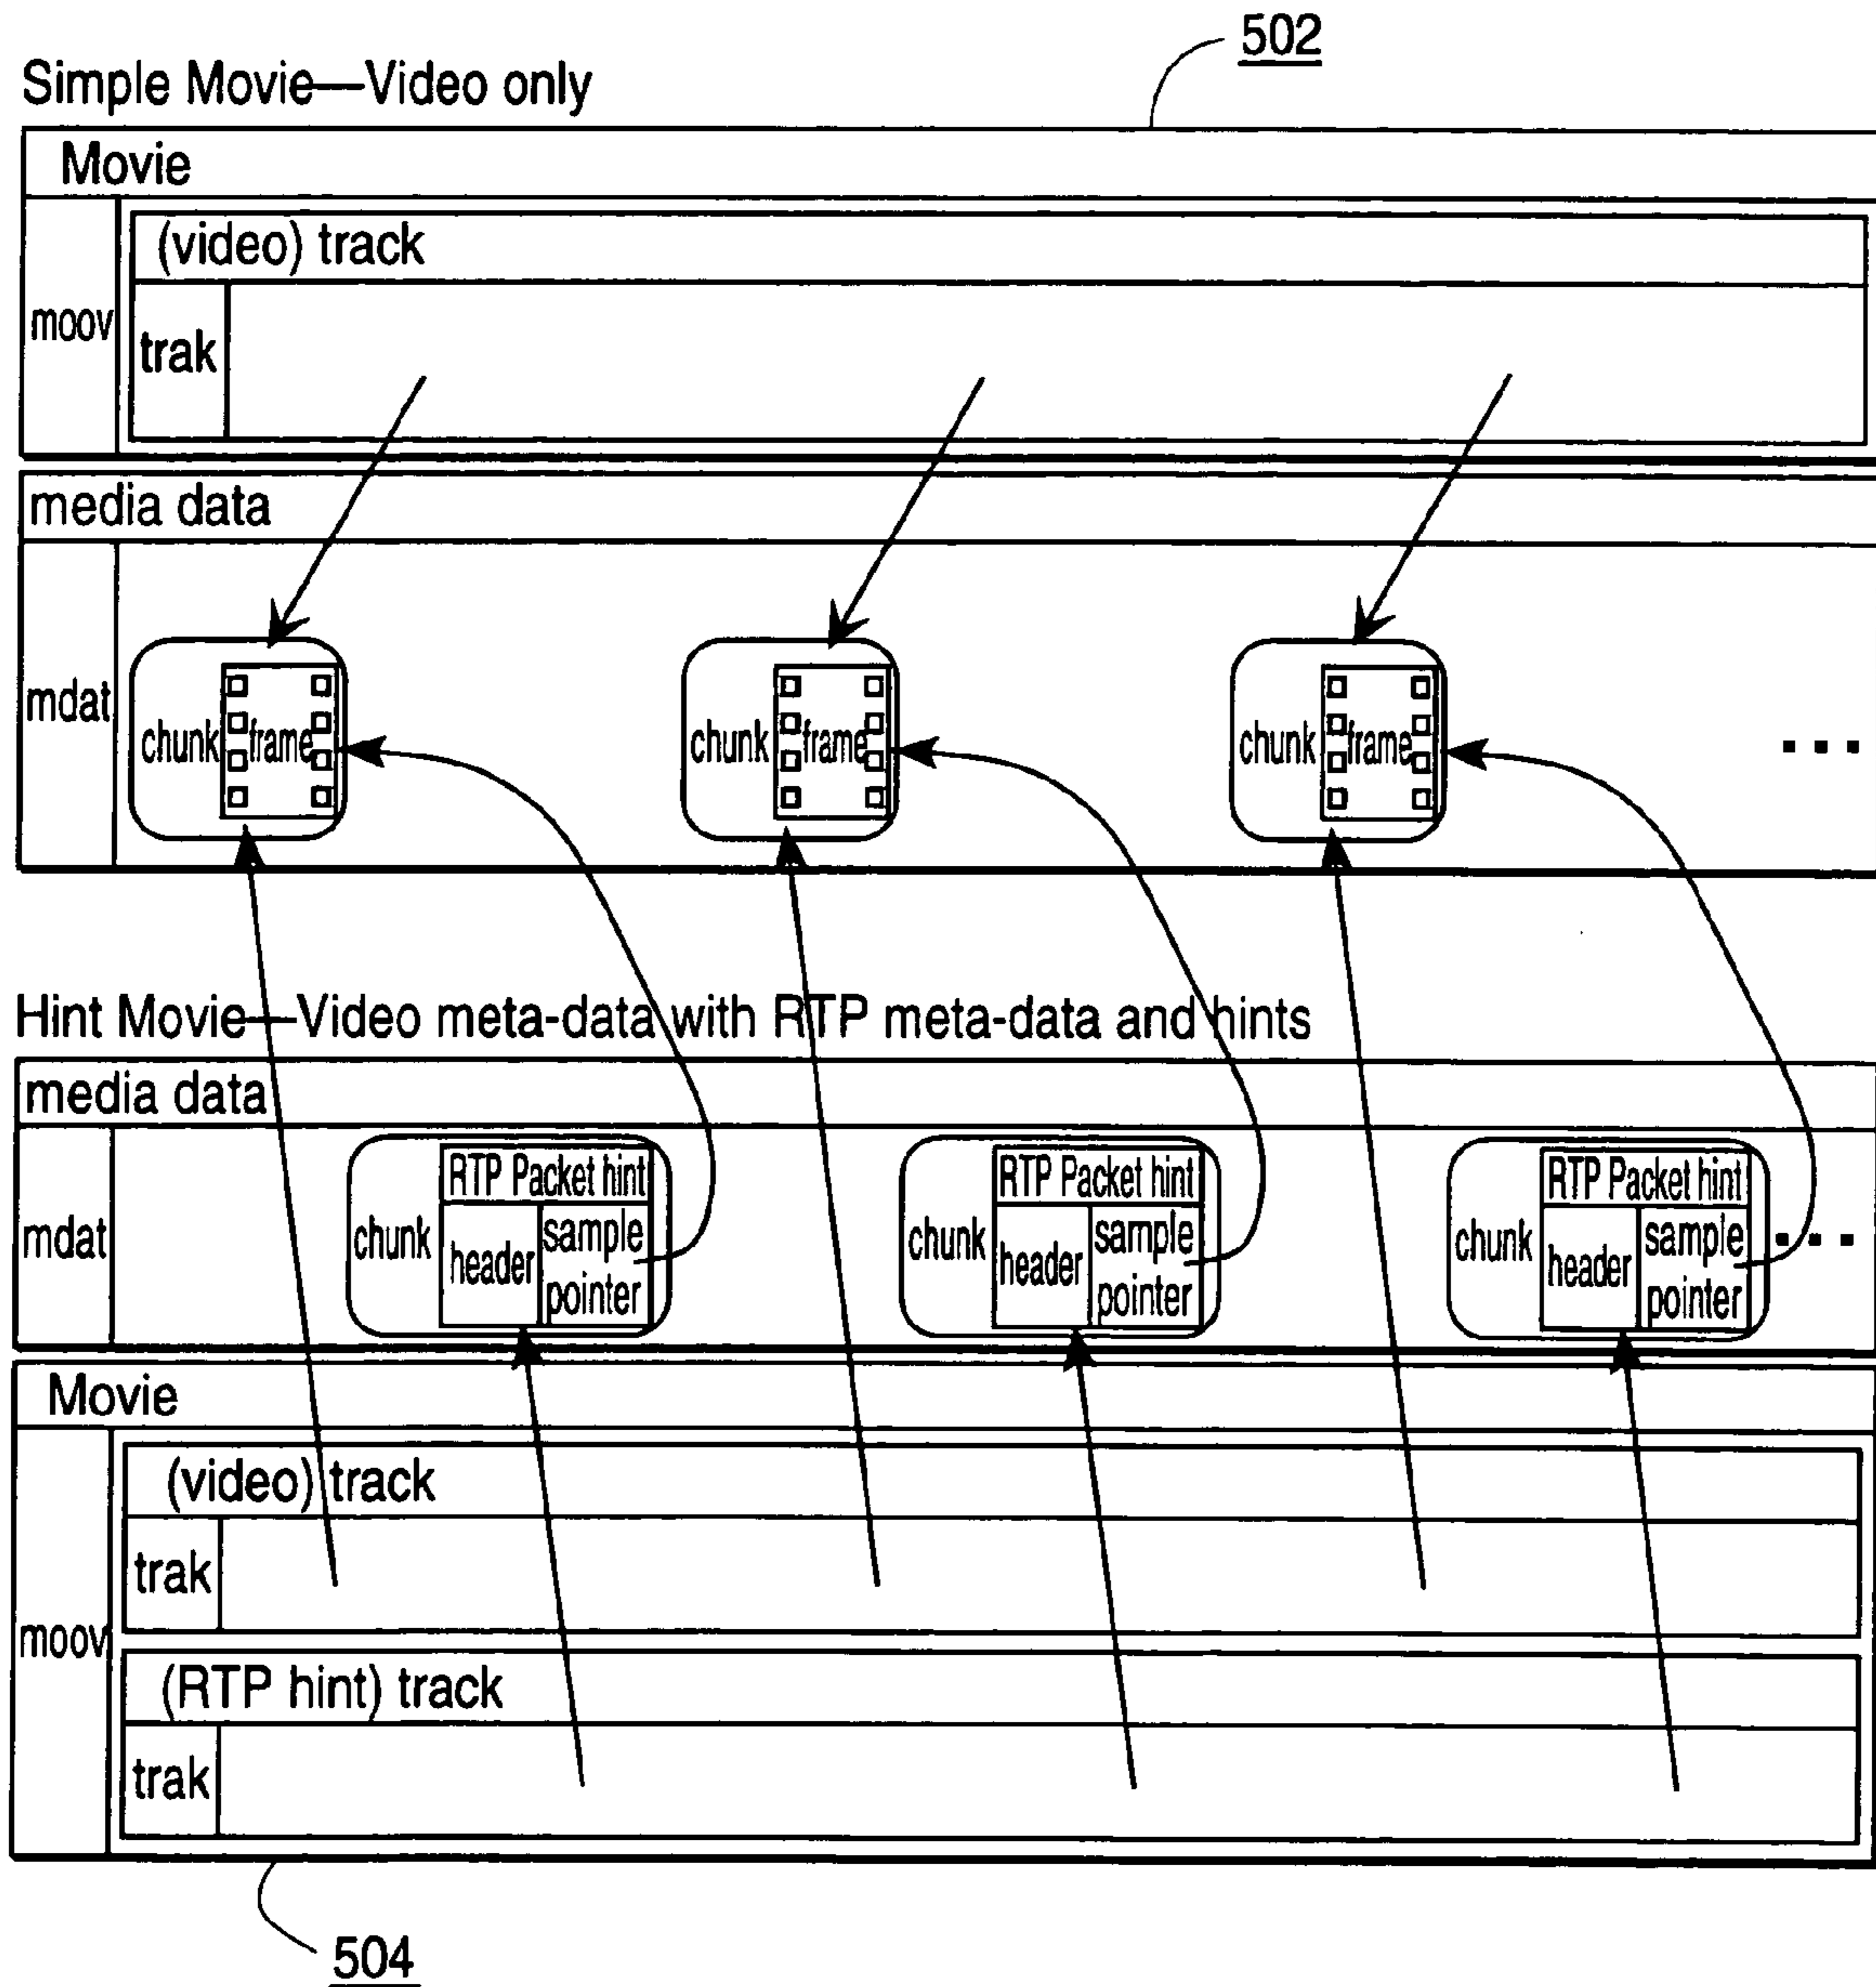 502
Simple Movie—Video only
Movie
moov
(video) track
trak
media data
mdat
chunk
frame
chunk
frame
chunk
frame
...
Hint Movie—Video meta-data with RTP meta-data and hints
media data
mdat
chunk
RTP Packet hint
header
sample
pointer
chunk
RTP Packet hint
header
sample
pointer
chunk
RTP Packet hint
header
sample
pointer
...
Movie
moov
(video) track
trak
(RTP hint) track
trak
504